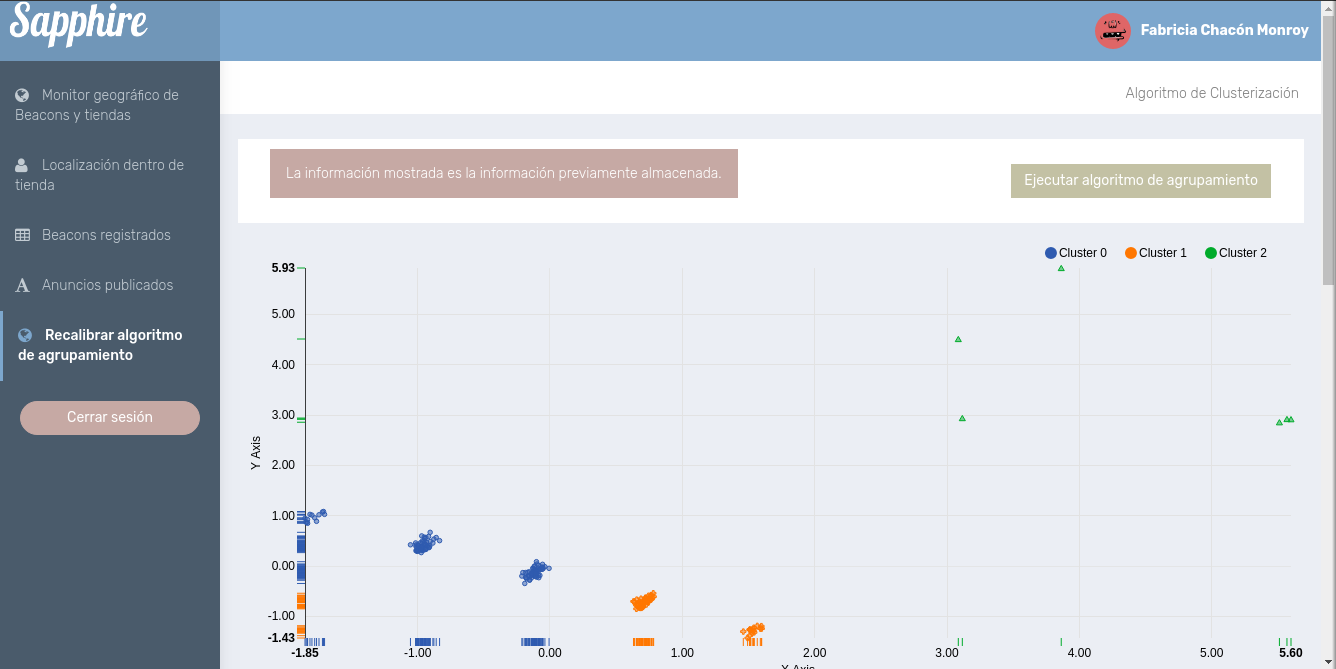 Sapphire
Fabricia Chacón Monroy
Monitor geográfico de
Beacons y tiendas
Localización dentro de
tienda
Beacons registrados
Anuncios publicados
Recalibrar algoritmo
de agrupamiento
Cerrar sesión
Algoritmo de Clusterización
La información mostrada es la información previamente almacenada.
Ejecutar algoritmo de agrupamiento
Cluster 0 Cluster 1 Cluster 2
5.93
5.00
4.00
3.00
2.00
1.00
0.00
-1.00
-1.43
Y Axis
-1.85 -1.00 0.00 1.00 2.00 3.00 4.00 5.00 5.60
X Axis